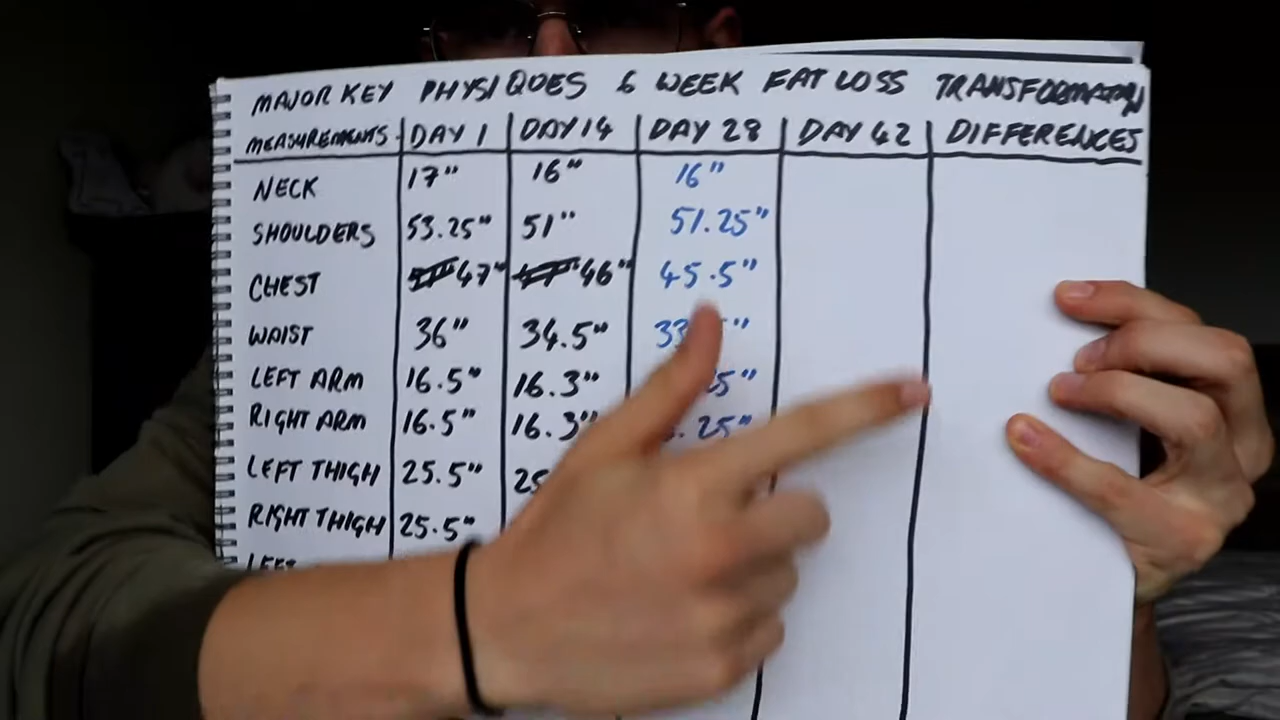 MAJOR KEY PHYSIQUES 6 WEEK FAT LOSS TRANSFORMATION
MEASUREMENTS DAY 1 DAY 14 DAY 28 DAY 42 DIFFERENCES
NECK 17" 16" 16"
SHOULDERS 53.25" 51" 51.25"
CHEST 47" 46" 45.5"
WAIST 36" 34.5"
LEFT ARM 16.5" 16.3"
RIGHT ARM 16.5" 16.3"
LEFT THIGH 25.5"
RIGHT THIGH 25.5"